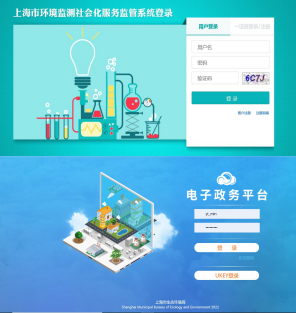 上海市环境监测社会化服务监管系统登录
用户登录
用户名
密码
验证码
6C7J
登录
电子政务平台
登 录
UKEY登录
上海市生态环境局
Shanghai Municipal Bureau of Ecology and Environment 2022